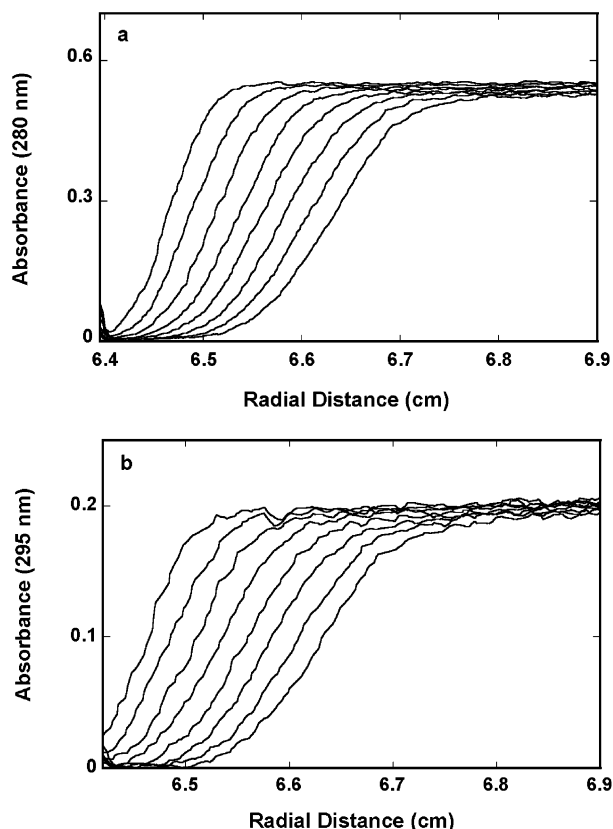 a
Absorbance (280 nm)
0.6
0.3
0
6.4 6.5 6.6 6.7 6.8 6.9
Radial Distance (cm)
b
Absorbance (295 nm)
0.2
0.1
0
6.5 6.6 6.7 6.8 6.9
Radial Distance (cm)